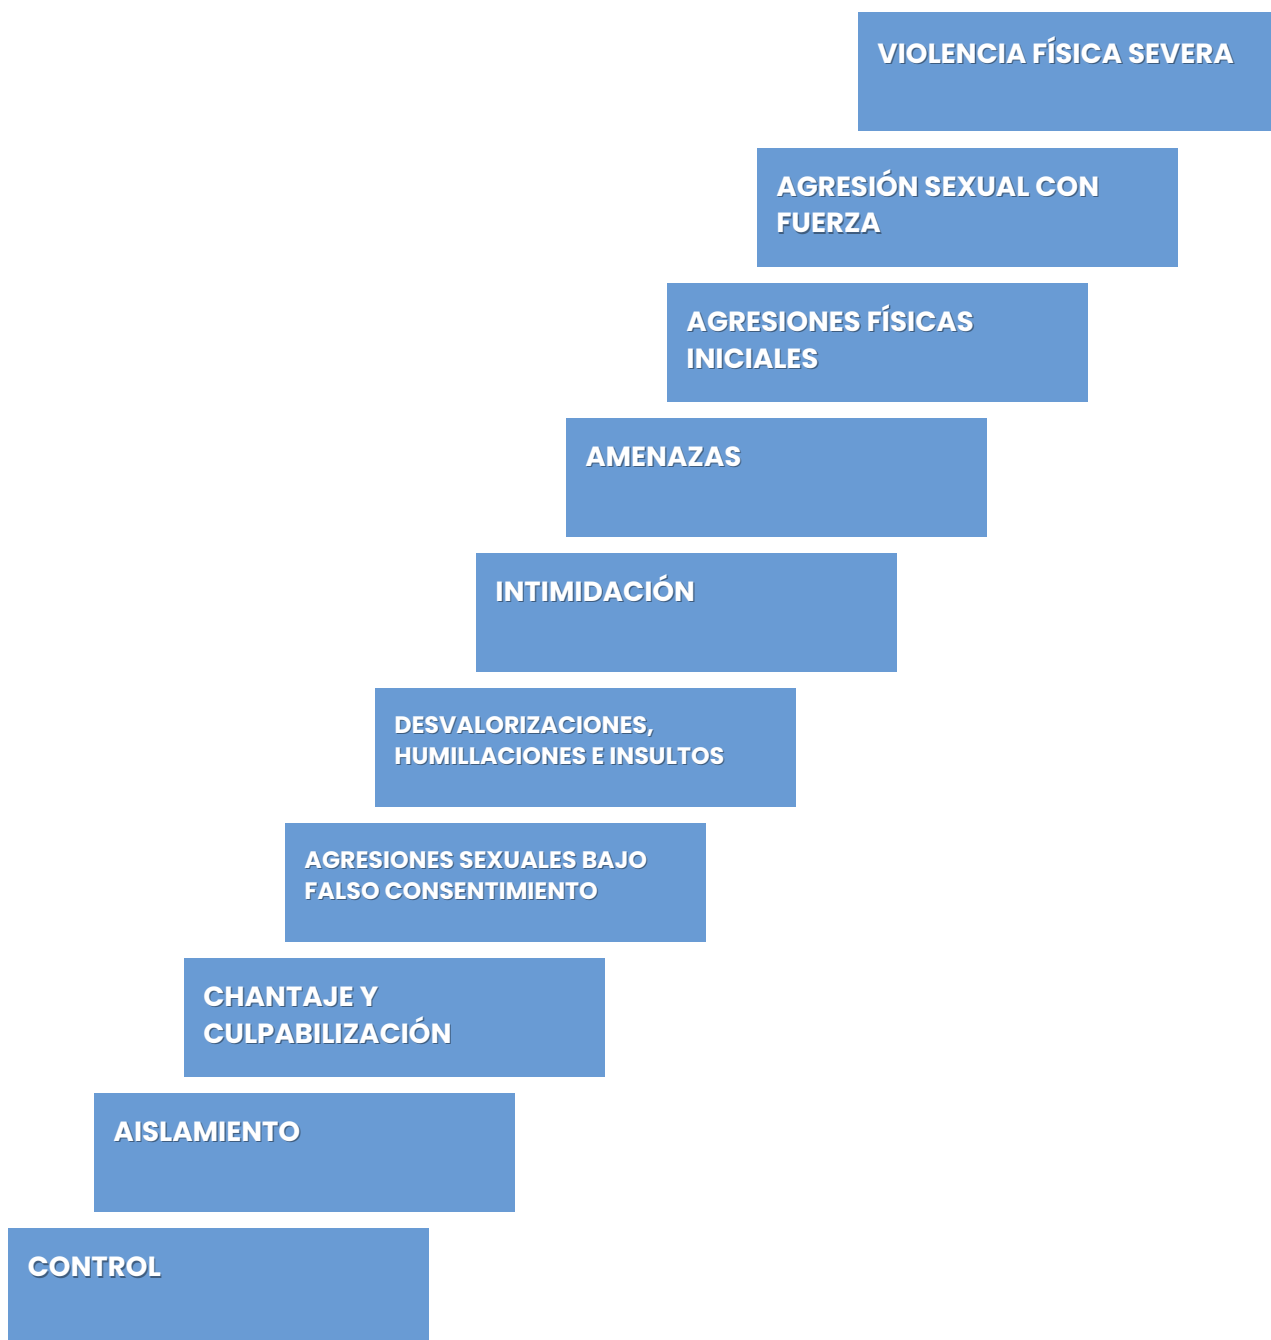 VIOLENCIA FÍSICA SEVERA
AGRESIÓN SEXUAL CON
FUERZA
AGRESIONES FÍSICAS
INICIALES
AMENAZAS
INTIMIDACIÓN
DESVALORIZACIONES,
HUMILLACIONES E INSULTOS
AGRESIONES SEXUALES BAJO
FALSO CONSENTIMIENTO
CHANTAJE Y
CULPABILIZACIÓN
AISLAMIENTO
CONTROL